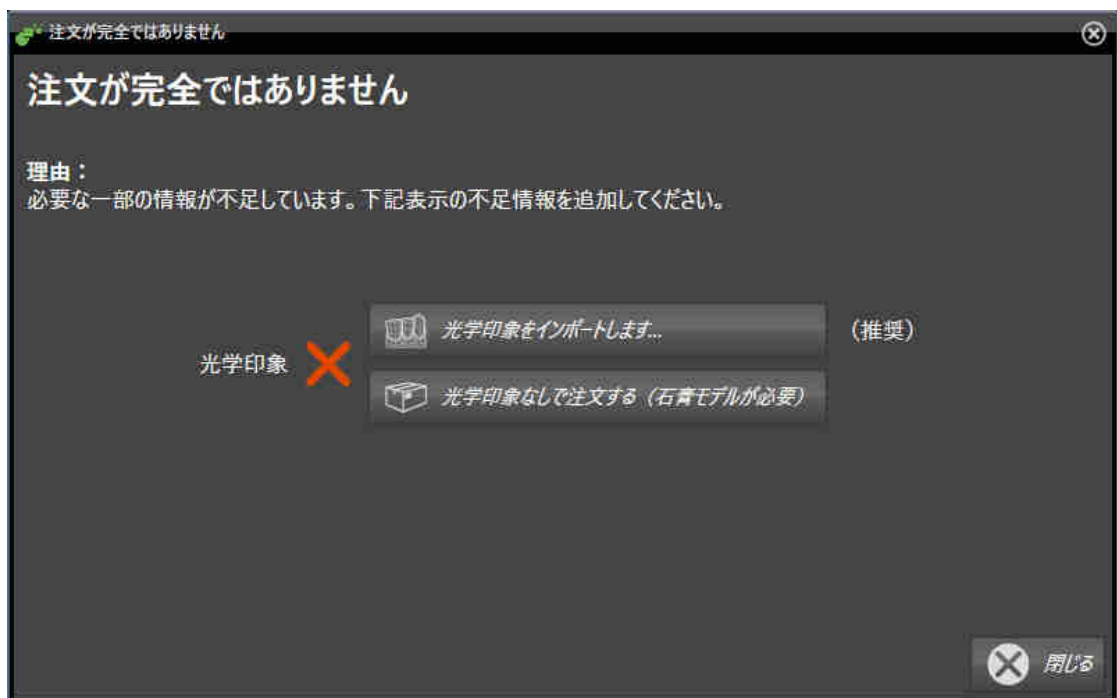 注文が完全ではありません
注文が完全ではありません
理由：
必要な一部の情報が不足しています。下記表示の不足情報を追加してください。
光学印象をインポートします...
（推奨）
光学印象
光学印象なしで注文する（石膏モデルが必要）
閉じる